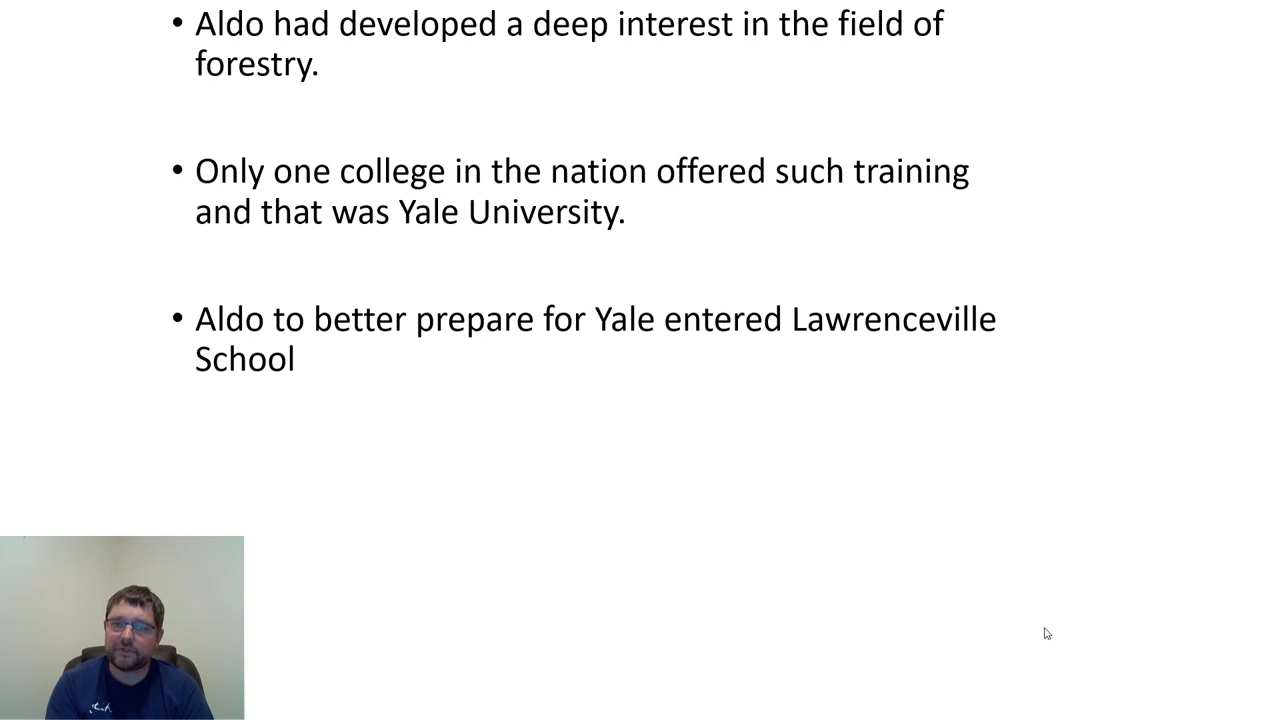 • Aldo had developed a deep interest in the field of
forestry.
• Only one college in the nation offered such training
and that was Yale University.
• Aldo to better prepare for Yale entered Lawrenceville
School